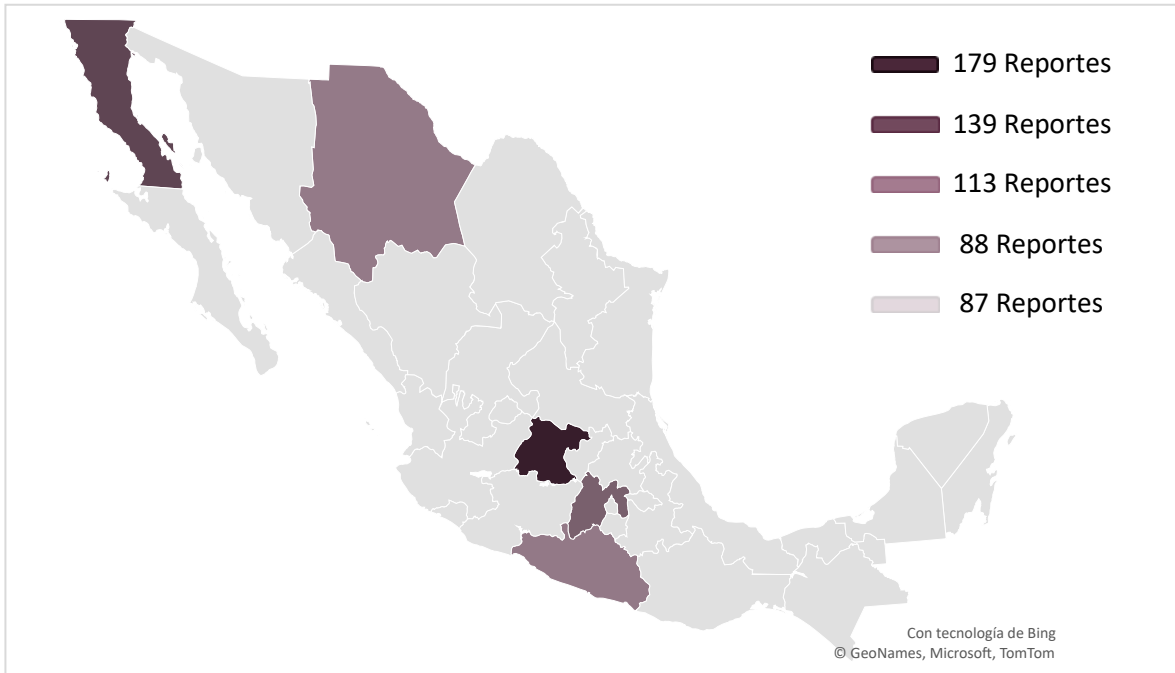 179 Reportes
139 Reportes
113 Reportes
88 Reportes
87 Reportes
Con tecnología de Bing
© GeoNames, Microsoft, TomTom